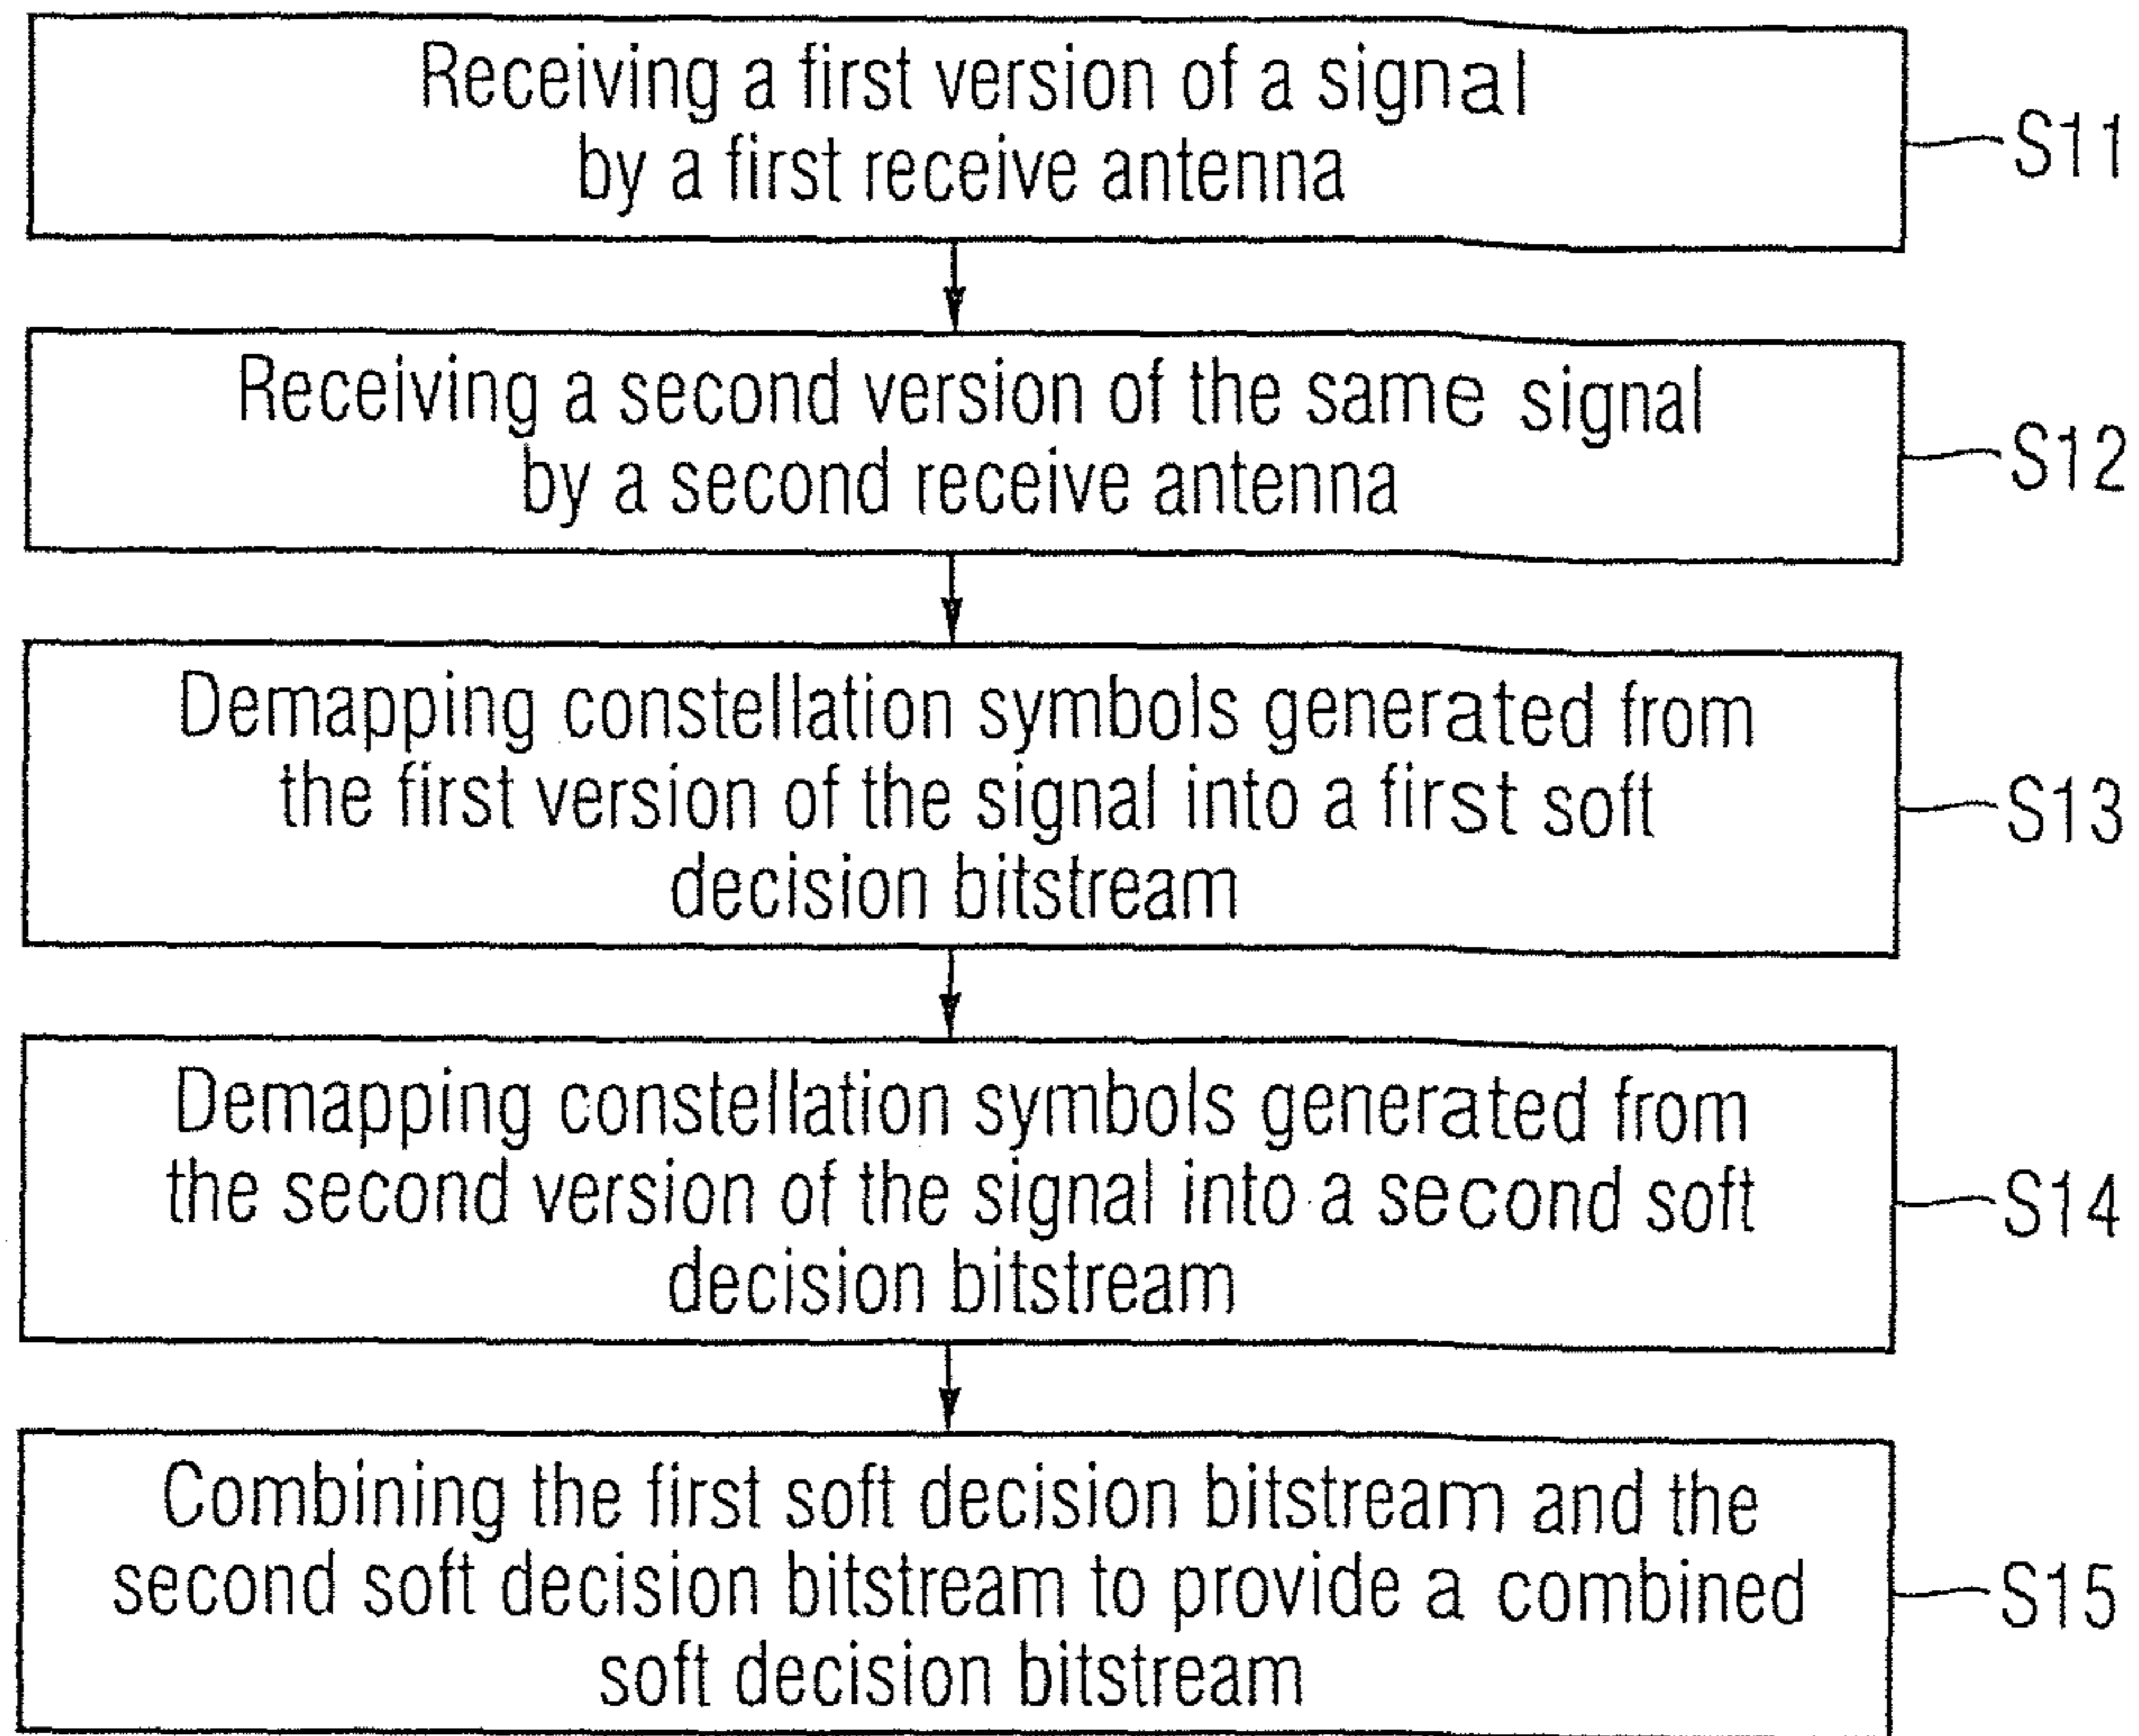 Receiving a first version of a signal
by a first receive antenna
S11
Receiving a second version of the same signal
by a second receive antenna
S12
Demapping constellation symbols generated from
the first version of the signal into a first soft
decision bitstream
S13
Demapping constellation symbols generated from
the second version of the signal into a second soft
decision bitstream
S14
Combining the first soft decision bitstream and the
second soft decision bitstream to provide a combined
soft decision bitstream
S15